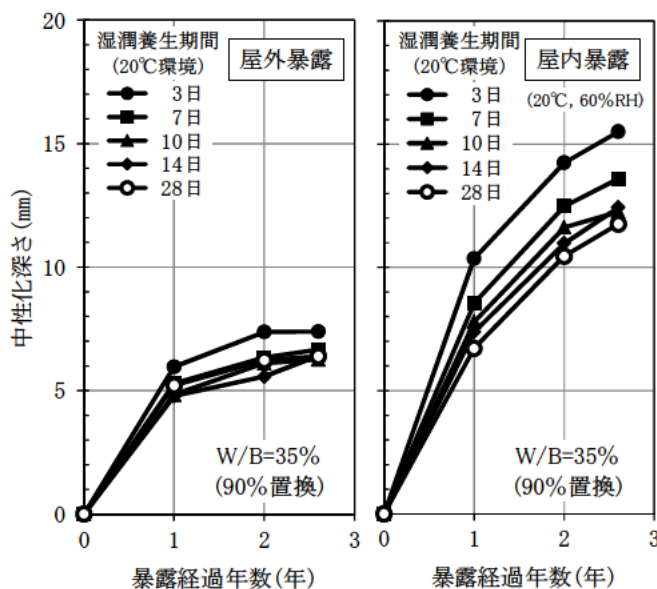 中性化深さ(mm)
20
15
10
5
0
湿潤養生期間
(20℃環境)
3日
7日
10日
14日
28日
屋外暴露
W/B=35%
(90%置換)
0 1 2 3
暴露経過年数(年)
湿潤養生期間
(20℃環境)
3日
7日
10日
14日
28日
屋内暴露
(20℃, 60%RH)
W/B=35%
(90%置換)
0 1 2 3
暴露経過年数(年)